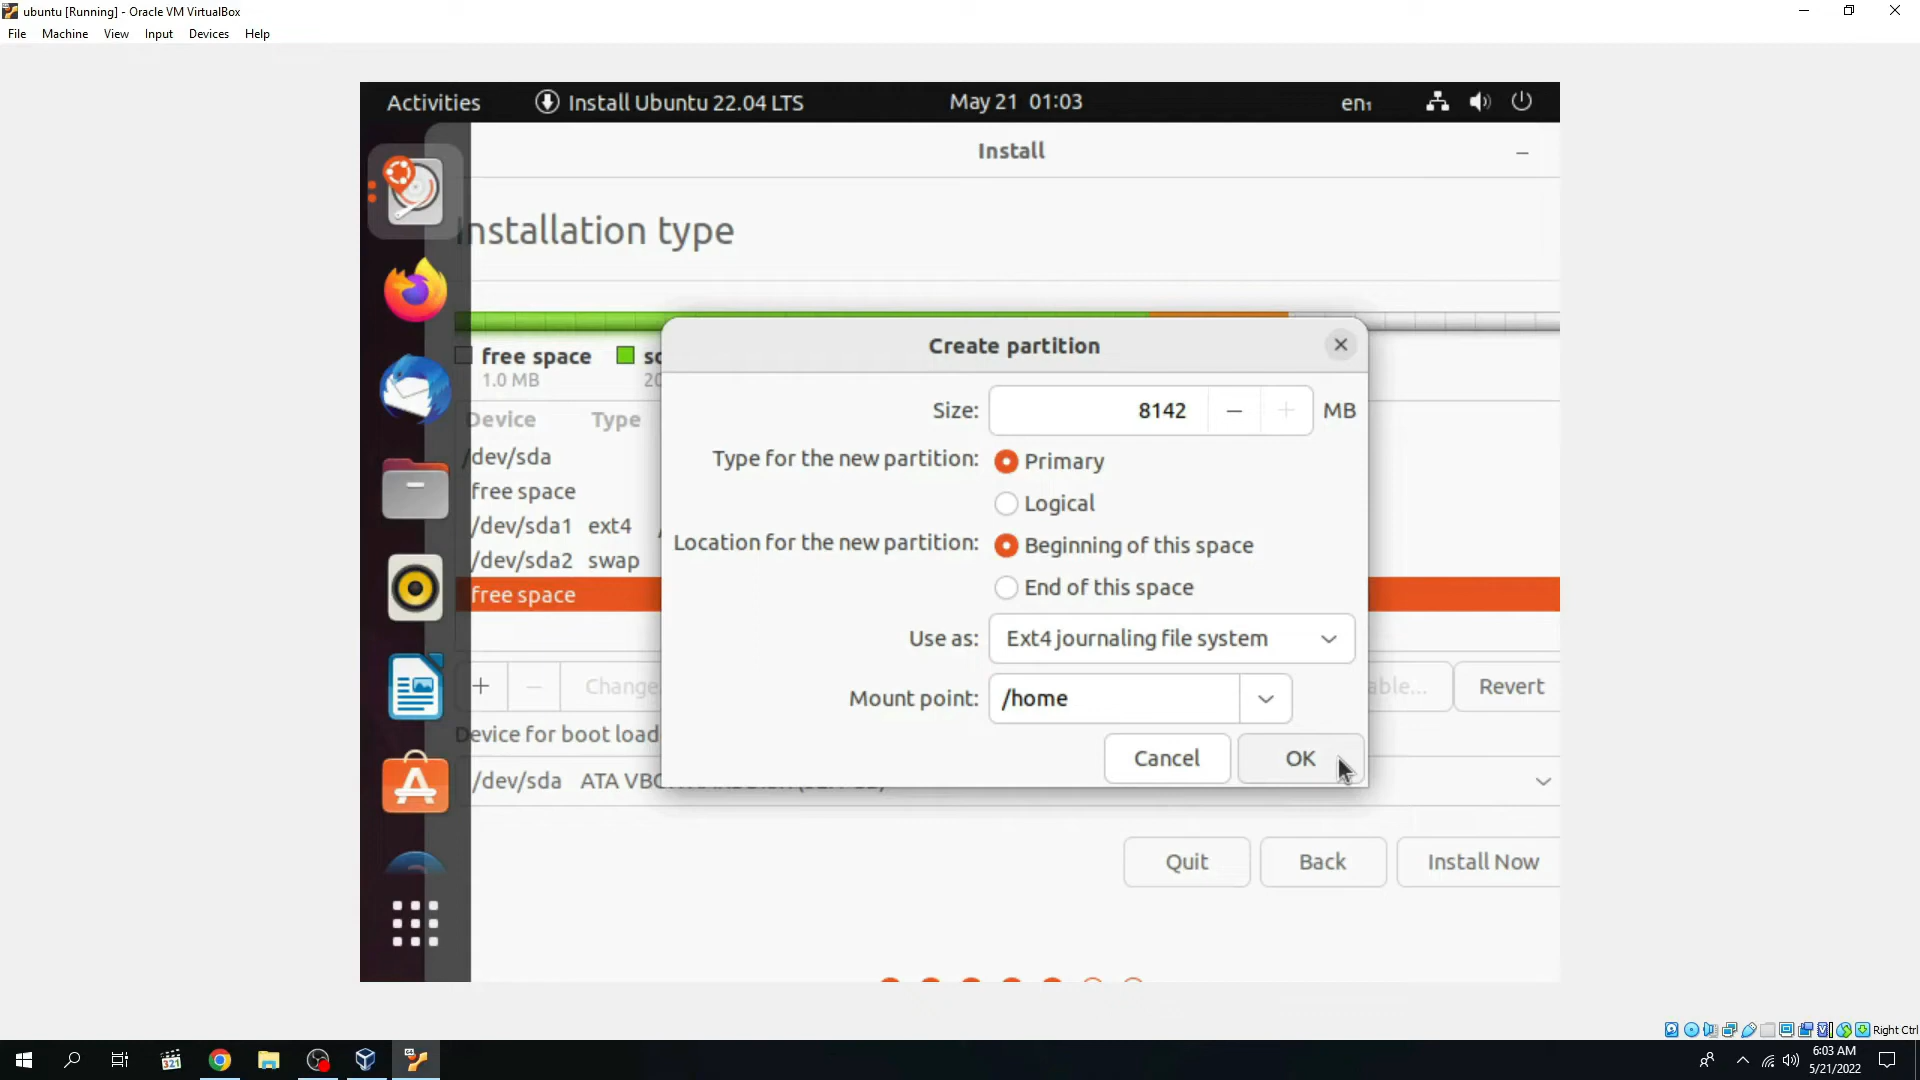 ubuntu [Running] - Oracle VM VirtualBox
File Machine View Input Devices Help
Activities Install Ubuntu 22.04 LTS May 21 01:03 en1
Install
Installation type
free space
1.0 MB
Device Type
/dev/sda
free space
/dev/sda1 ext4
/dev/sda2 swap
free space
+ − Change Revert
Device for boot load
/dev/sda ATA
Create partition
Size: 8142 − + MB
Type for the new partition: Primary
Logical
Location for the new partition: Beginning of this space
End of this space
Use as: Ext4 journaling file system
Mount point: /home
Cancel OK
Quit Back Install Now
Right Ctrl
321
6:03 AM
5/21/2022